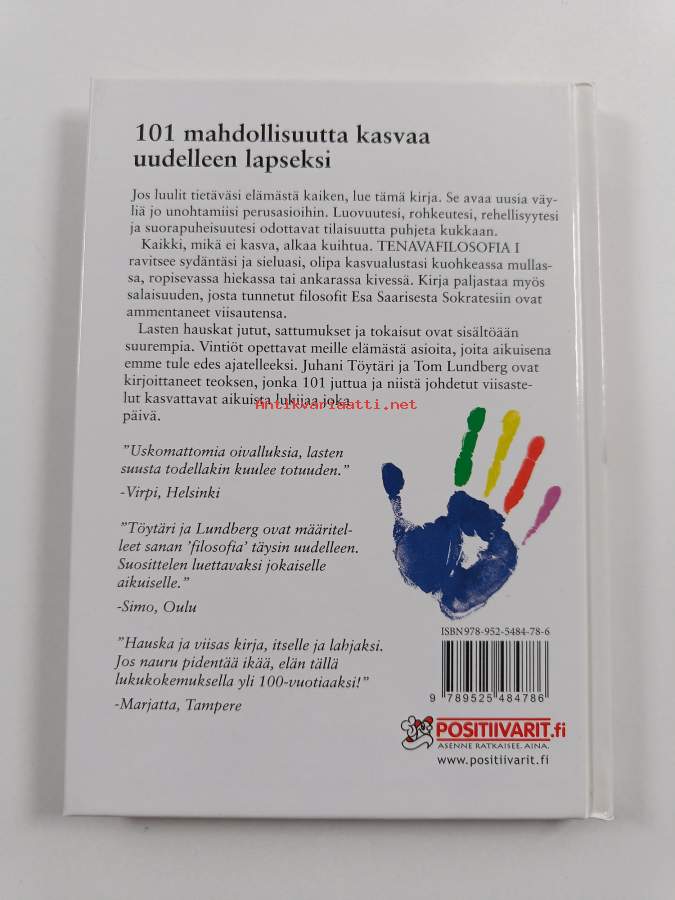 101 mahdollisuutta kasvaa
uudelleen lapseksi
Jos luulit tietäväsi elämästä kaiken, lue tämä kirja. Se avaa uusia väy-
liä jo unohtamiisi perusasioihin. Luovuutesi, rohkeutesi, rehellisyytesi
ja suorapuheisuutesi odottavat tilaisuutta puhjeta kukkaan.
Kaikki, mikä ei kasva, alkaa kuihtua. TENAVAFILOSOFIA I
ravitsee sydäntäsi ja sieluasi, olipa kasvualustasi kuohkeassa mullas-
sa, ropisevassa hiekassa tai ankarassa kivessä. Kirja paljastaa myös
salaisuuden, josta tunnetut filosofit Esa Saarisesta Sokratesiin ovat
ammentaneet viisautensa.
Lasten hauskat jutut, sattumukset ja tokaisut ovat sisältöään
suurempia. Vintiöt opettavat meille elämästä asioita, joita aikuisena
emme tule edes ajatelleeksi. Juhani Töytäri ja Tom Lundberg ovat
kirjoittaneet teoksen, jonka 101 juttua ja niistä johdetut viisaste-
lut kasvattavat aikuista lukijaa joka
päivä.
Antikvariaatti.net
"Uskomattomia oivalluksia, lasten
suusta todellakin kuulee totuuden."
-Virpi, Helsinki
"Töytäri ja Lundberg ovat määritel-
leet sanan 'filosofia' täysin uudelleen.
Suosittelen luettavaksi jokaiselle
aikuiselle."
-Simo, Oulu
"Hauska ja viisas kirja, itselle ja lahjaksi.
Jos nauru pidentää ikää, elän tällä
lukukokemuksella yli 100-vuotiaaksi!"
-Marjatta, Tampere
ISBN 978-952-5484-78-6
9 789525 484786
POSITIIVARIT.fi
ASENNE RATKAISEE. AINA.
www.positiivarit.fi